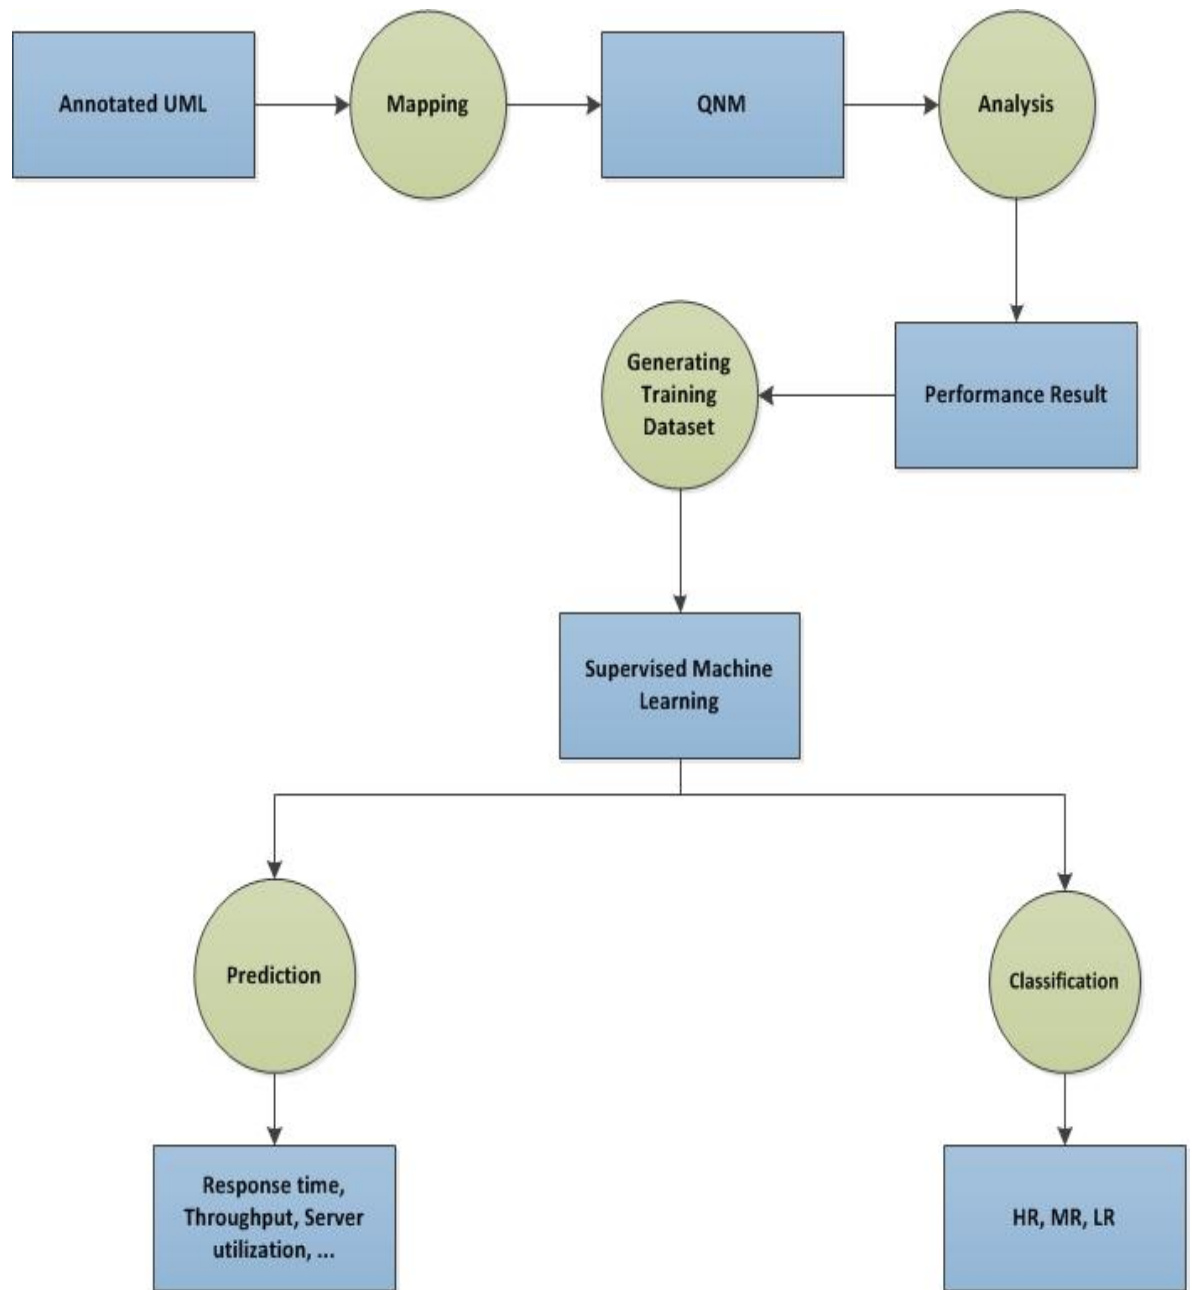 Annotated UML
Mapping
QNM
Analysis
Generating
Training
Dataset
Performance Result
Supervised Machine
Learning
Prediction
Classification
Response time,
Throughput, Server
utilization, ...
HR, MR, LR